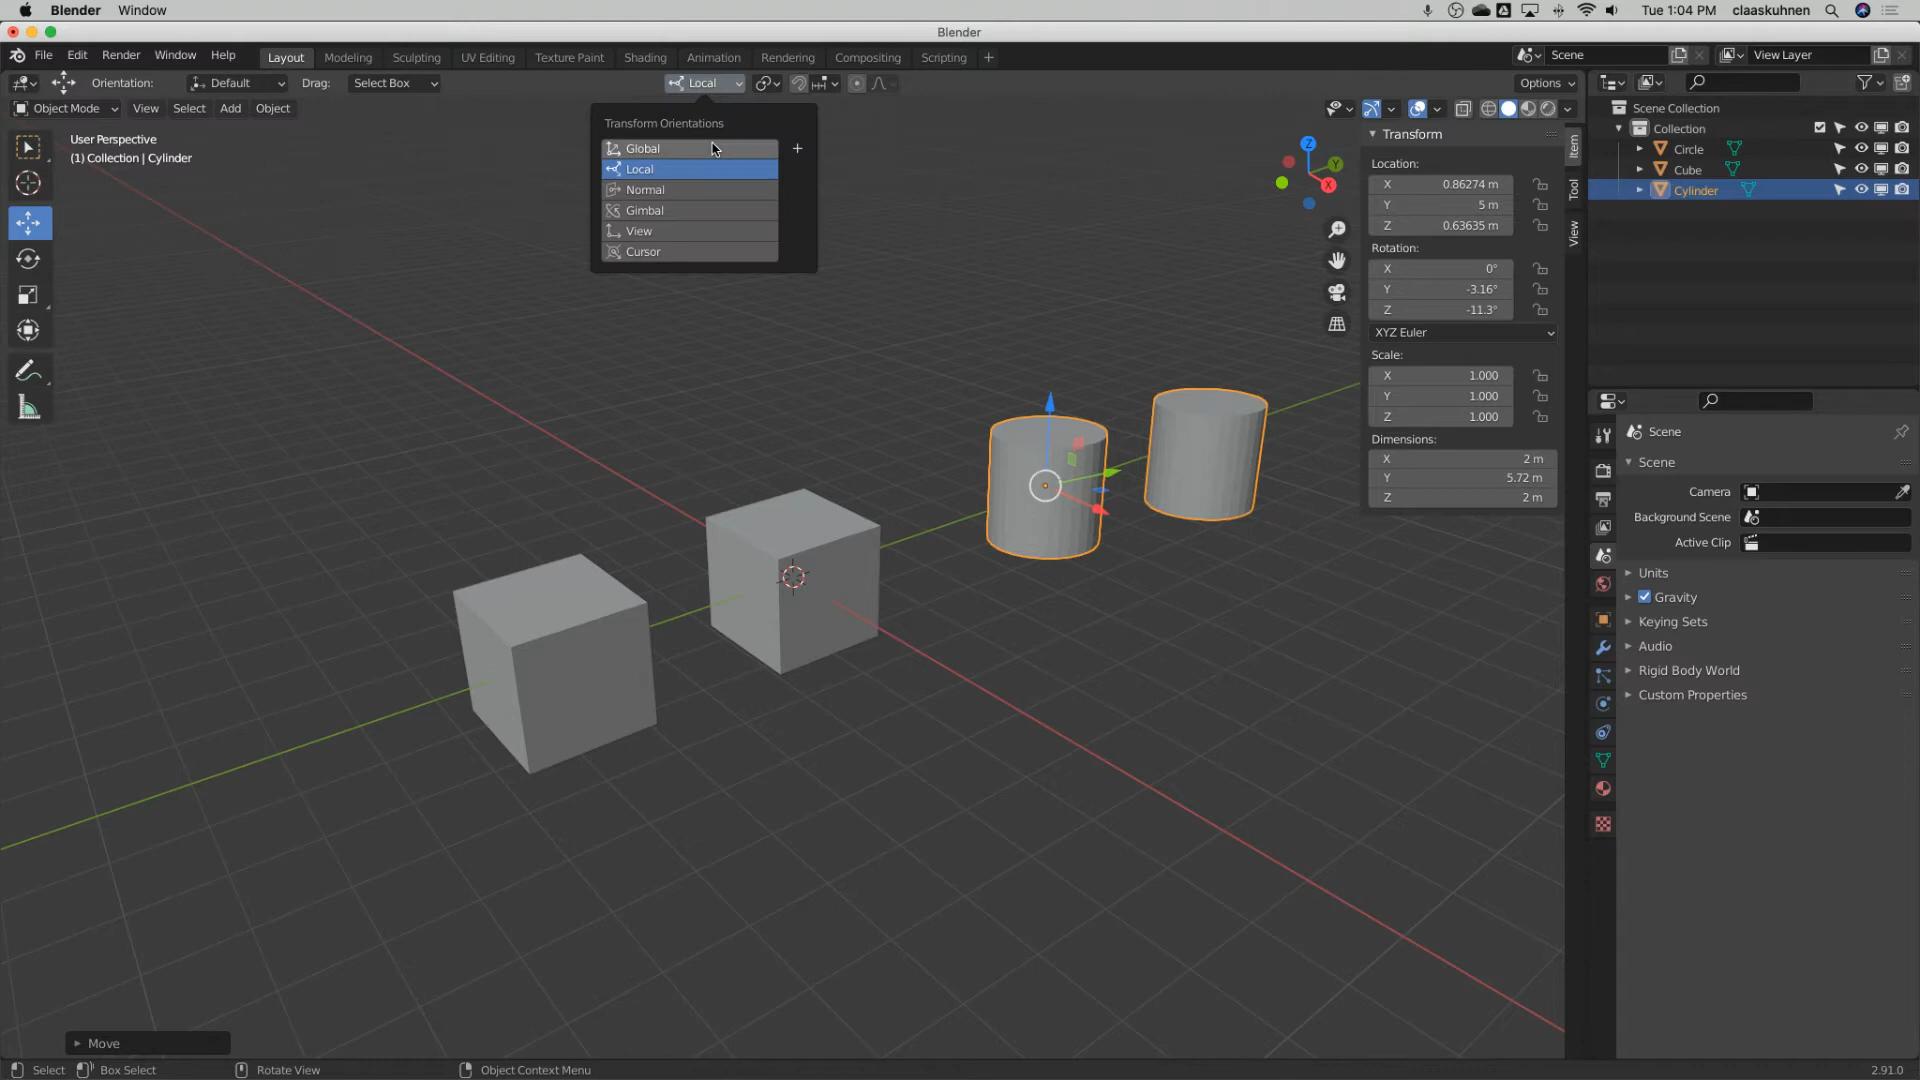 Blender Window Tue 1:04 PM claaskuhnen
Blender
File Edit Render Window Help Layout Modeling Sculpting UV Editing Texture Paint Shading Animation Rendering Compositing Scripting + Scene View Layer
Orientation: Default Drag: Select Box Local Options
Object Mode View Select Add Object
User Perspective
(1) Collection | Cylinder
Transform Orientations
Global +
Local
Normal
Gimbal
View
Cursor
Z
Y
X
Transform
Location:
X 0.86274 m
Y 5 m
Z 0.63635 m
Rotation:
X 0°
Y -3.16°
Z -11.3°
XYZ Euler
Scale:
X 1.000
Y 1.000
Z 1.000
Dimensions:
X 2 m
Y 5.72 m
Z 2 m
Item
Tool
View
Scene Collection
Collection
Circle
Cube
Cylinder
Scene
Scene
Camera
Background Scene
Active Clip
Units
Gravity
Keying Sets
Audio
Rigid Body World
Custom Properties
Move
Select Box Select Rotate View Object Context Menu 2.91.0